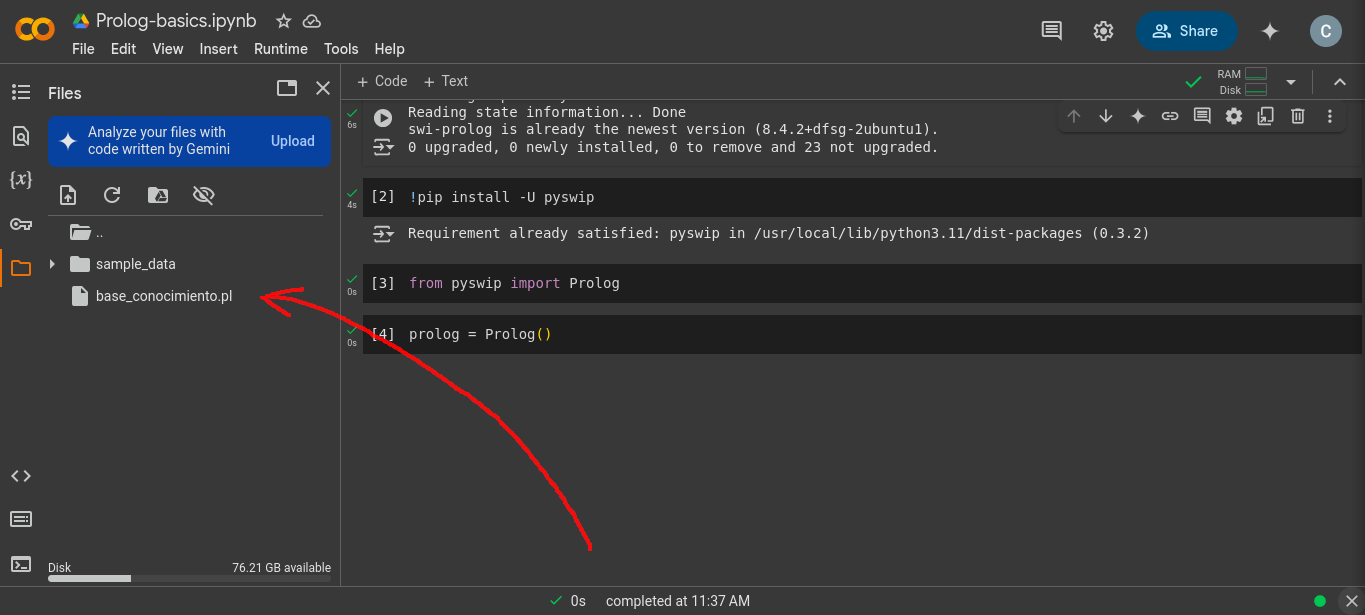 Prolog-basics.ipynb
File Edit View Insert Runtime Tools Help
Share
C
Files
Analyze your files with
code written by Gemini
Upload
{x}
..
sample_data
base_conocimiento.pl
Disk
76.21 GB available
+ Code + Text
RAM
Disk
6s
Reading state information... Done
swi-prolog is already the newest version (8.4.2+dfsg-2ubuntu1).
0 upgraded, 0 newly installed, 0 to remove and 23 not upgraded.
4s
[2] !pip install -U pyswip
Requirement already satisfied: pyswip in /usr/local/lib/python3.11/dist-packages (0.3.2)
0s
[3] from pyswip import Prolog
0s
[4] prolog = Prolog()
0s completed at 11:37 AM